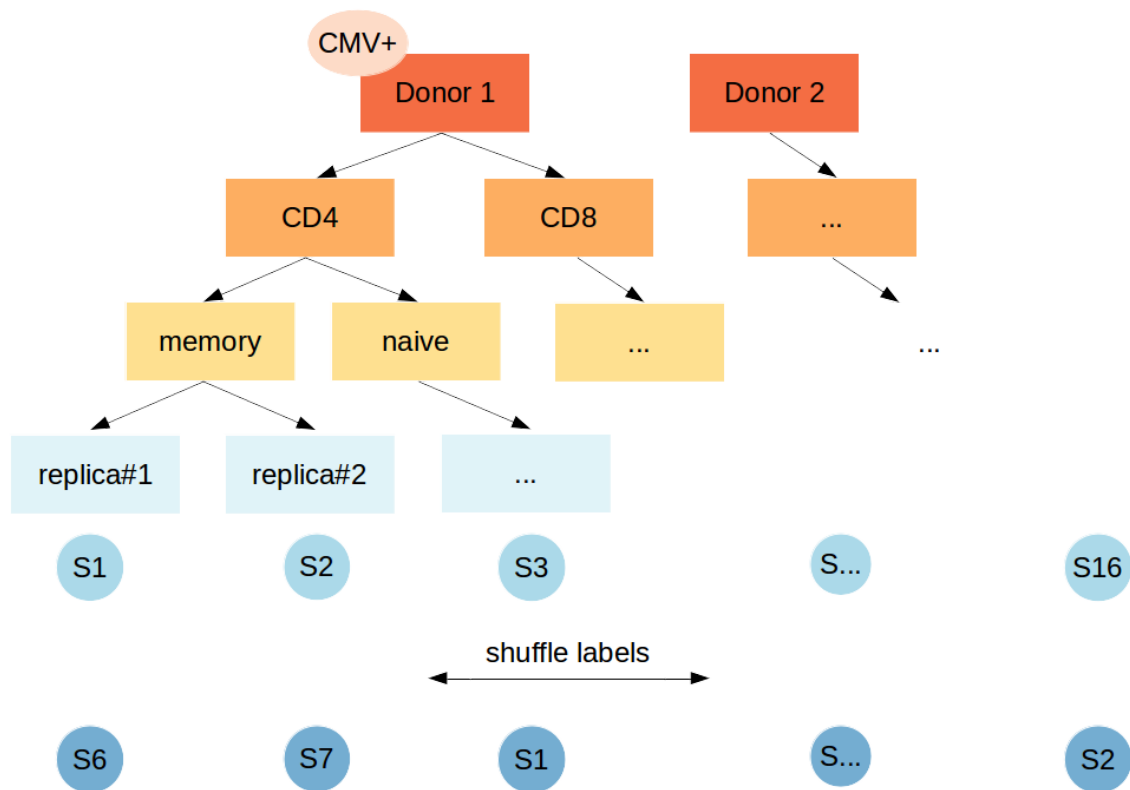 CMV+
Donor 1
Donor 2
CD4
CD8
...
memory
naive
...
...
replica#1
replica#2
...
S1
S2
S3
S...
S16
shuffle labels
S6
S7
S1
S...
S2